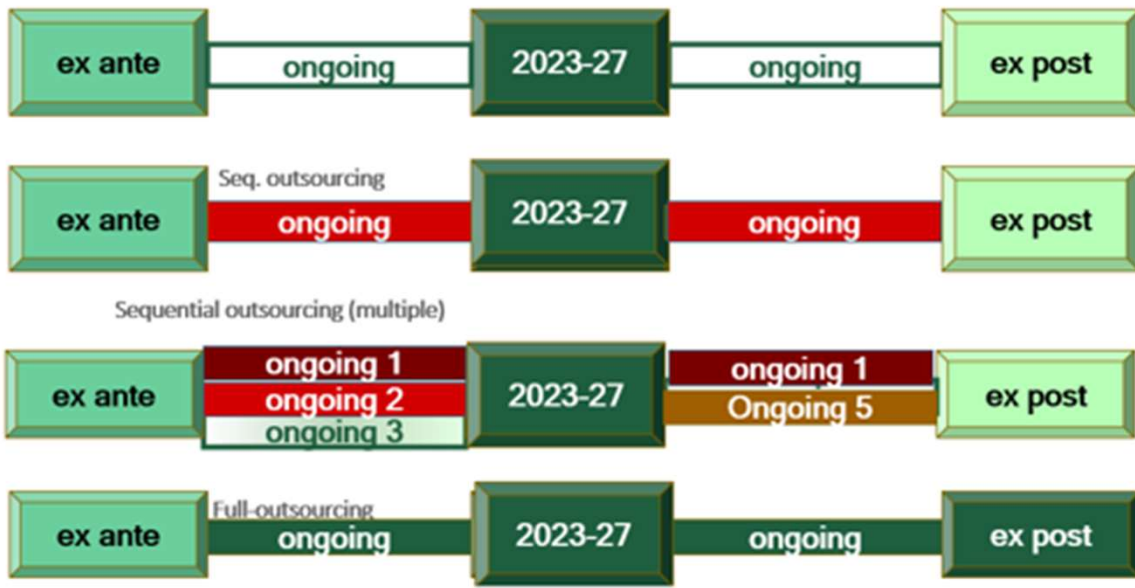 ex ante ongoing 2023-27 ongoing ex post
Seq. outsourcing
ex ante ongoing 2023-27 ongoing ex post
Sequential outsourcing (multiple)
ongoing 1 ongoing 1
ex ante ongoing 2 2023-27 Ongoing 5 ex post
ongoing 3
Full-outsourcing
ex ante ongoing 2023-27 ongoing ex post